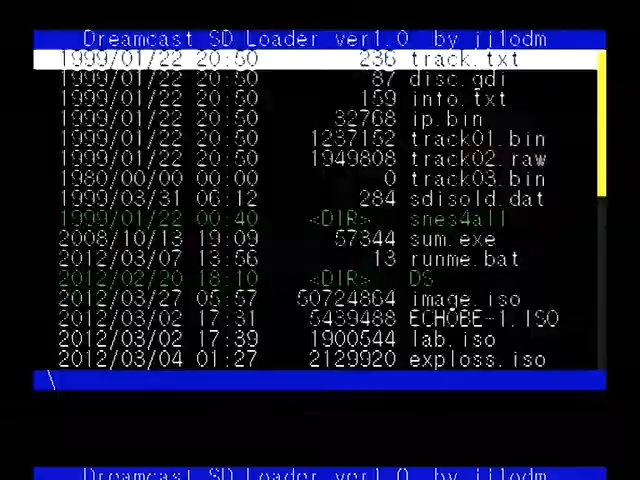 Dreamcast SD Loader ver1.0 by jj1odm
1999/01/22 20:50 236 track.txt
1999/01/22 20:50 87 disc.gdi
1999/01/22 20:50 159 info.txt
1999/01/22 20:50 32768 ip.bin
1999/01/22 20:50 1237152 track01.bin
1999/01/22 20:50 1949808 track02.raw
1980/00/00 00:00 0 track03.bin
1999/03/31 06:12 284 sdisold.dat
1999/01/22 00:40 <DIR> snes4all
2008/10/13 19:09 57344 sum.exe
2012/03/07 13:56 13 runme.bat
2012/02/20 18:10 <DIR> DS
2012/03/27 05:57 50724864 image.iso
2012/03/02 17:31 5439488 ECHOBE-1.ISO
2012/03/02 17:39 1900544 lab.iso
2012/03/04 01:27 2129920 exploss.iso
\
Dreamcast SD Loader ver1.0 by jj1odm